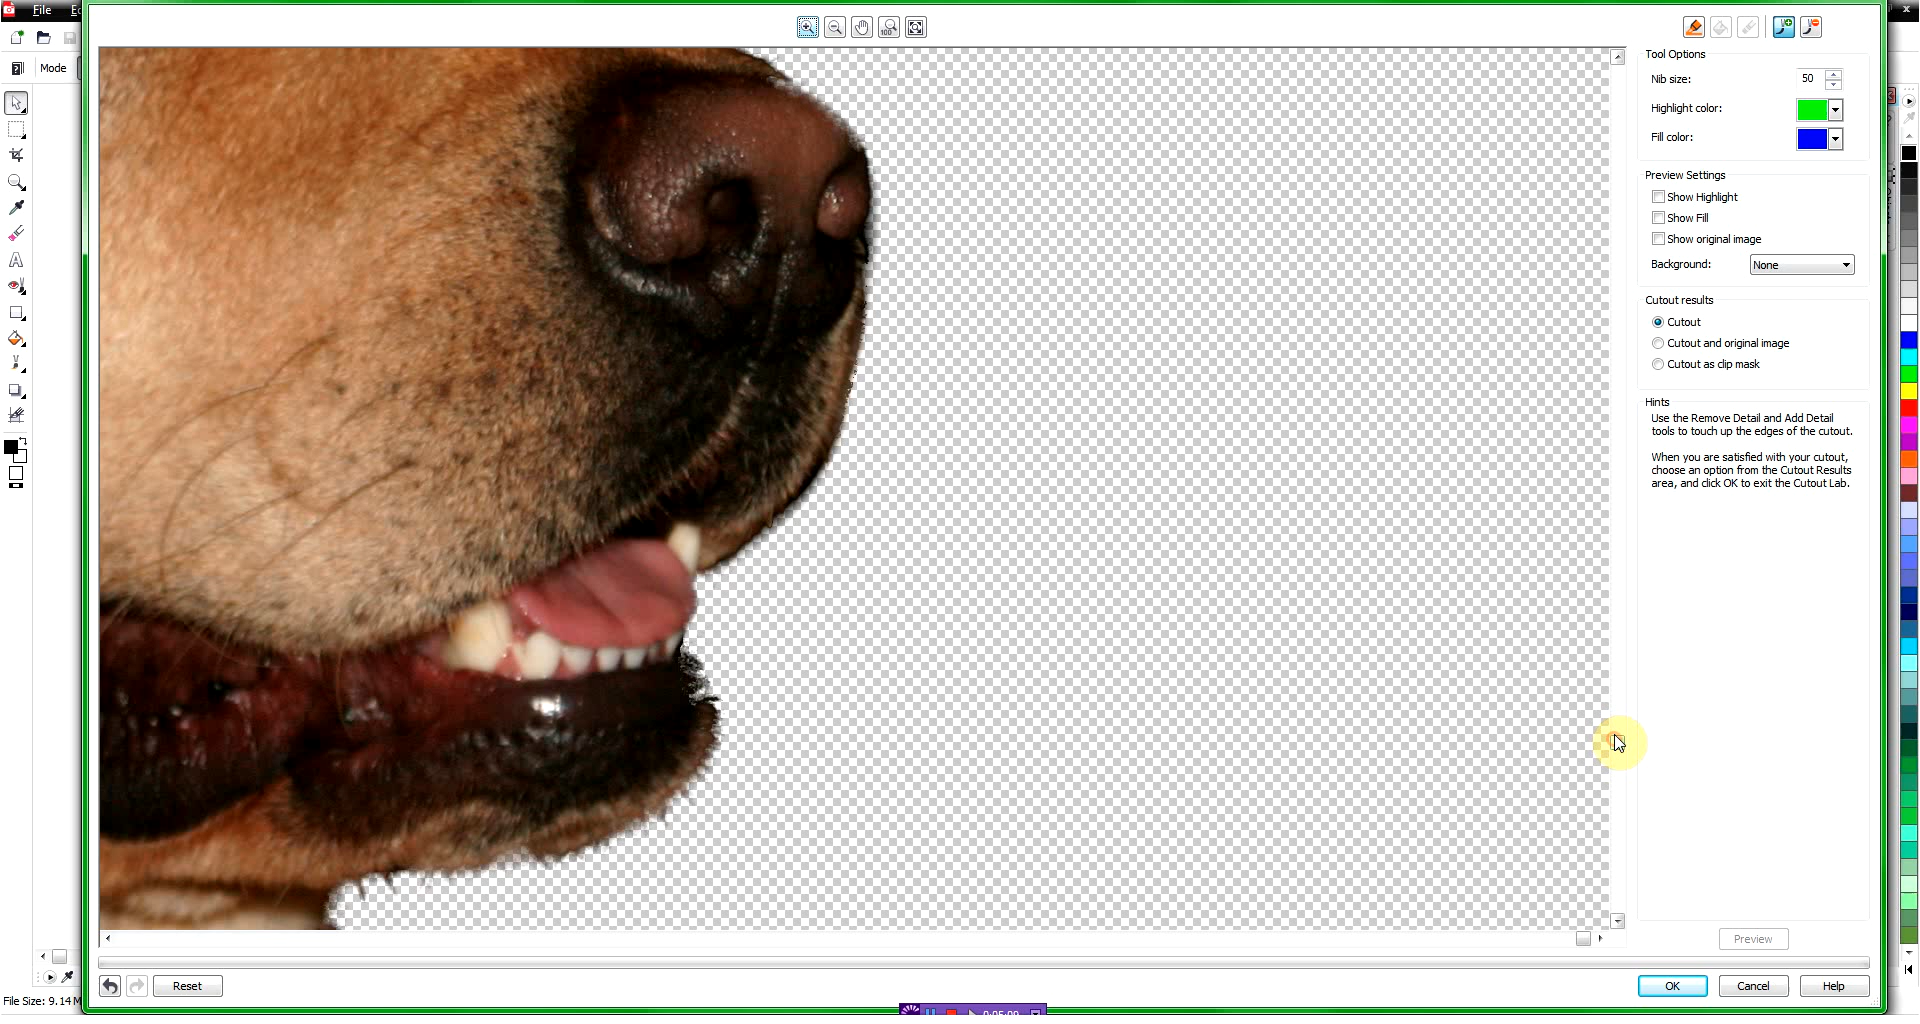 File
100
Mode
Tool Options
Nib size: 50
Highlight color:
Fill color:
Preview Settings
Show Highlight
Show Fill
Show original image
Background: None
Cutout results
Cutout
Cutout and original image
Cutout as clip mask
Hints
Use the Remove Detail and Add Detail
tools to touch up the edges of the cutout.
When you are satisfied with your cutout,
choose an option from the Cutout Results
area, and click OK to exit the Cutout Lab.
Preview
Reset
OK Cancel Help
File Size: 9.14 M